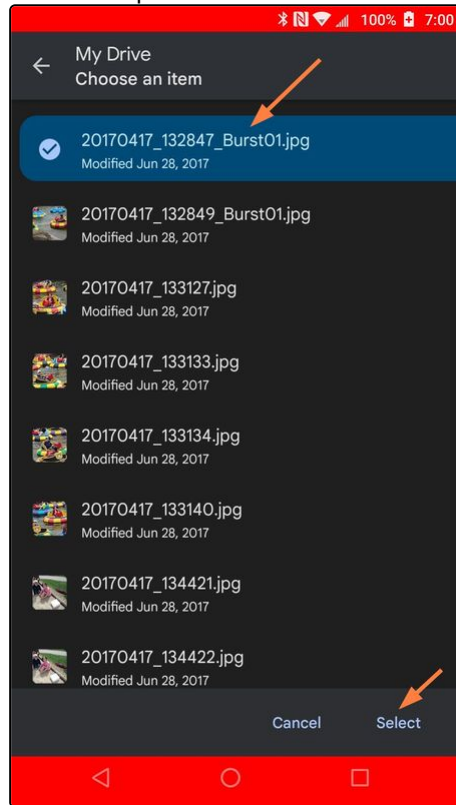 100% 7:00
My Drive
Choose an item
20170417_132847_Burst01.jpg
Modified Jun 28, 2017
20170417_132849_Burst01.jpg
Modified Jun 28, 2017
20170417_133127.jpg
Modified Jun 28, 2017
20170417_133133.jpg
Modified Jun 28, 2017
20170417_133134.jpg
Modified Jun 28, 2017
20170417_133140.jpg
Modified Jun 28, 2017
20170417_134421.jpg
Modified Jun 28, 2017
20170417_134422.jpg
Modified Jun 28, 2017
Cancel Select